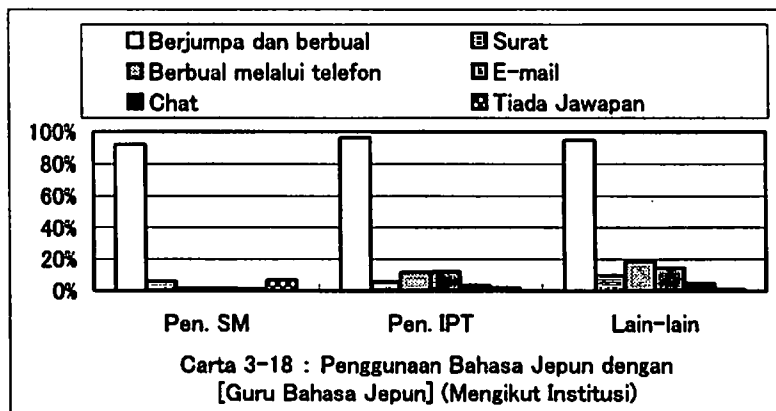 Berjumpa dan berbual
Surat
Berbual melalui telefon
E-mail
Chat
Tiada Jawapan
100%
80%
60%
40%
20%
0%
Pen. SM
Pen. IPT
Lain-lain
Carta 3-18 : Penggunaan Bahasa Jepun dengan
[Guru Bahasa Jepun] (Mengikut Institusi)